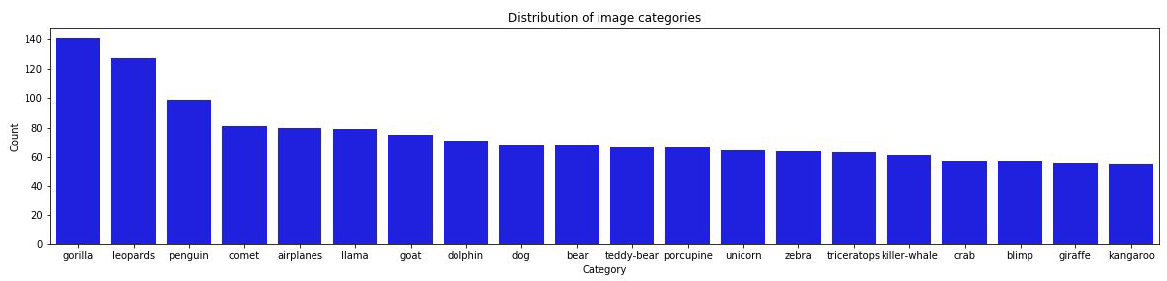 Distribution of image categories
140
120
100
80
60
40
20
0
Count
gorilla leopards penguin comet airplanes llama goat dolphin dog bear teddy-bear porcupine unicorn zebra triceratops killer-whale crab blimp giraffe kangaroo
Category